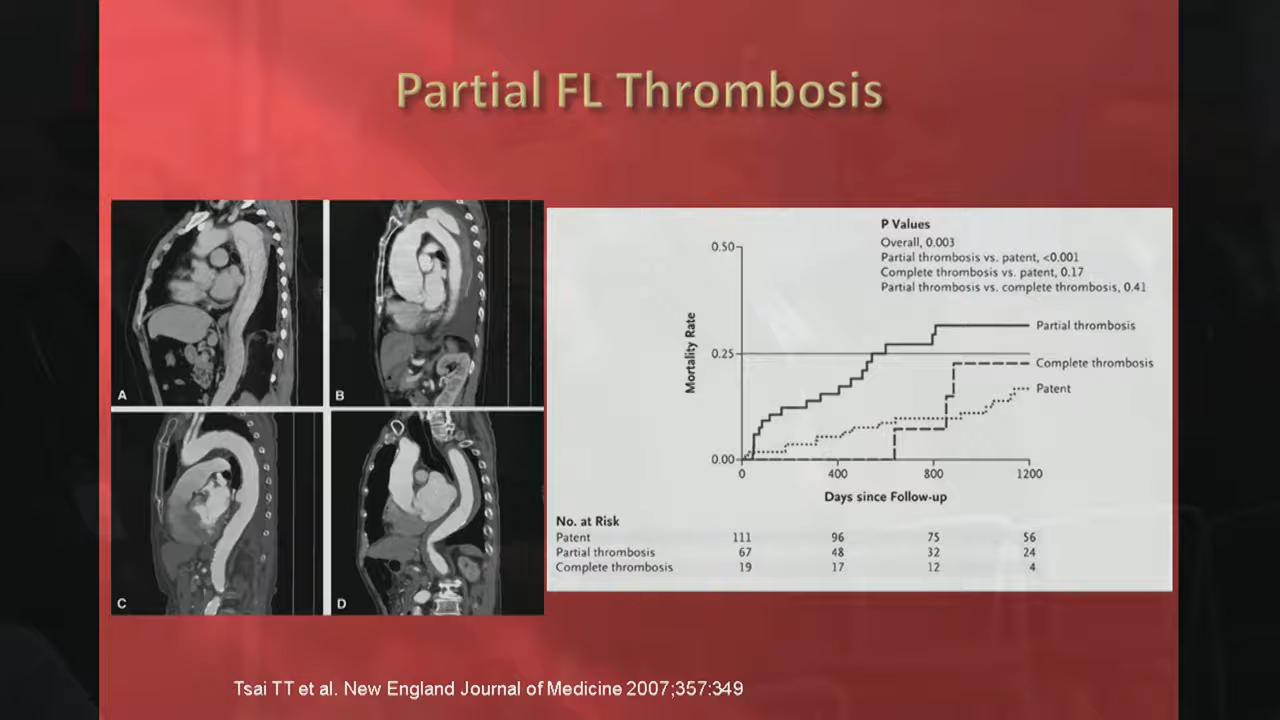 Partial FL Thrombosis
A
B
C
D
P Values
Overall, 0.003
Partial thrombosis vs. patent, <0.001
Complete thrombosis vs. patent, 0.17
Partial thrombosis vs. complete thrombosis, 0.41
Mortality Rate
0.50
0.25
0.00
Partial thrombosis
Complete thrombosis
Patent
0 400 800 1200
Days since Follow-up
No. at Risk
Patent 111 96 75 56
Partial thrombosis 67 48 32 24
Complete thrombosis 19 17 12 4
Tsai TT et al. New England Journal of Medicine 2007;357:349